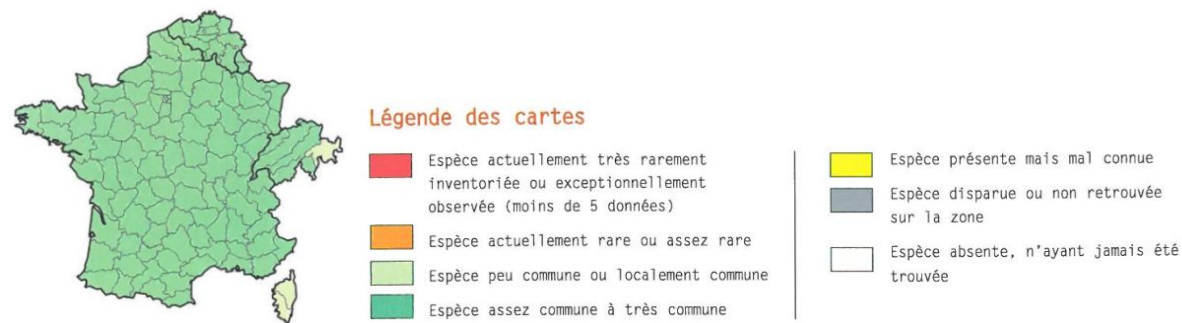 Légende des cartes
Espèce actuellement très rarement
inventoriée ou exceptionnellement
observée (moins de 5 données)
Espèce actuellement rare ou assez rare
Espèce peu commune ou localement commune
Espèce assez commune à très commune
Espèce présente mais mal connue
Espèce disparue ou non retrouvée
sur la zone
Espèce absente, n'ayant jamais été
trouvée